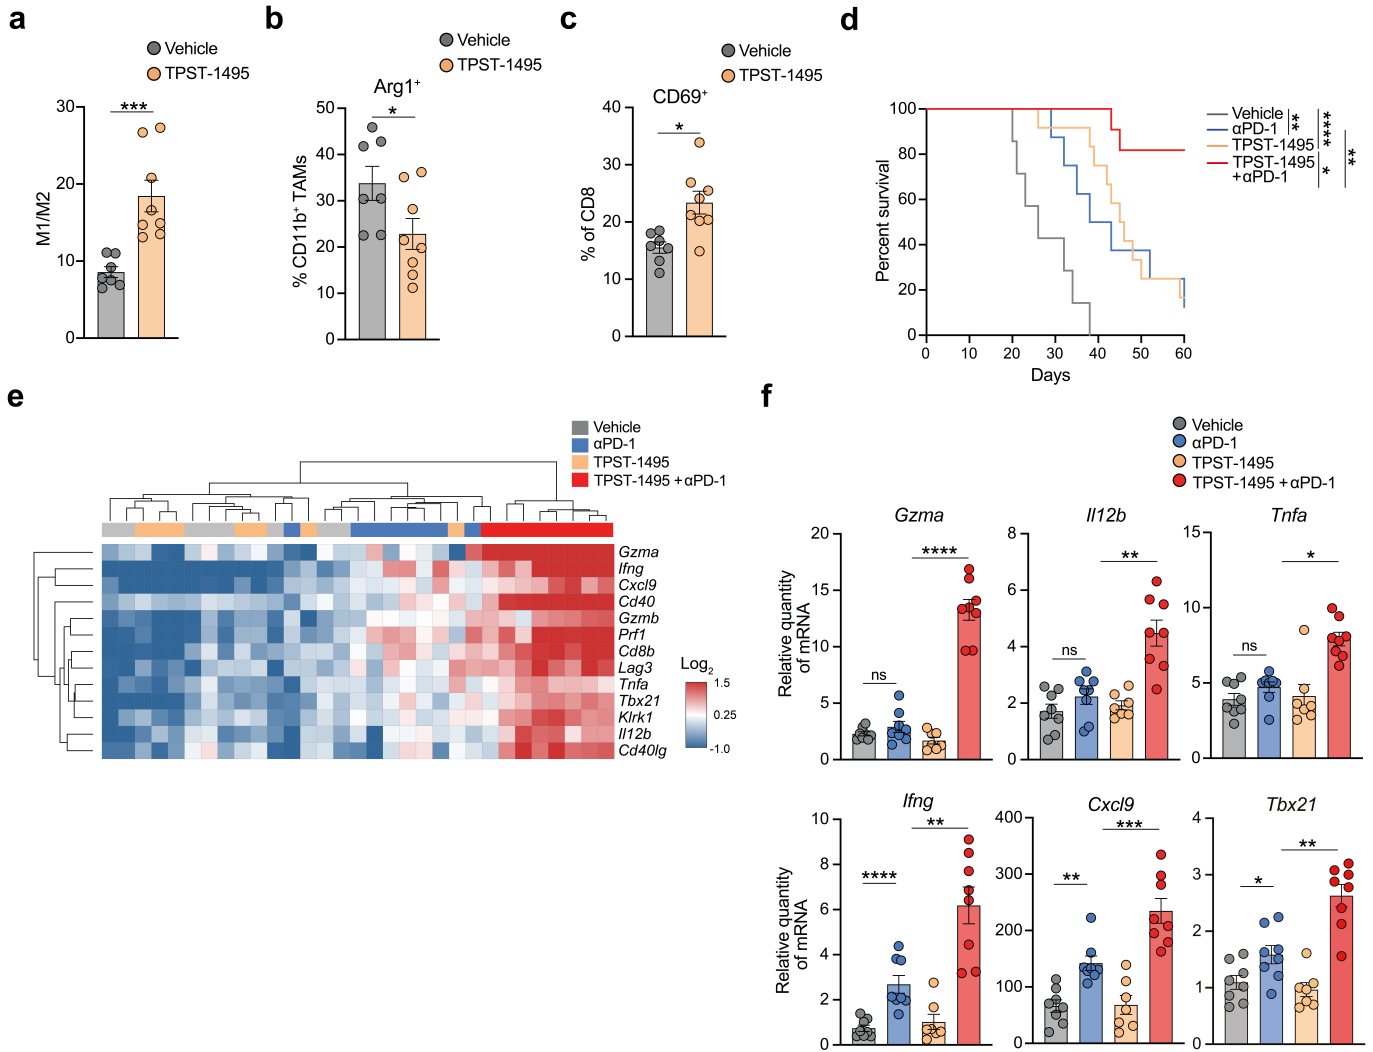 a
Vehicle
TPST-1495
***
30
20
10
0
M1/M2
b
Vehicle
TPST-1495
Arg1+
*
50
40
30
20
10
0
% CD11b+ TAMs
c
Vehicle
TPST-1495
CD69+
*
40
30
20
10
0
% of CD8
d
100
80
60
40
20
0
Percent survival
0 10 20 30 40 50 60
Days
Vehicle
αPD-1
TPST-1495
TPST-1495
+αPD-1
**
****
*
**
e
Vehicle
αPD-1
TPST-1495
TPST-1495 +αPD-1
Gzma
Ifng
Cxcl9
Cd40
Gzmb
Prf1
Cd8b
Lag3
Tnfa
Tbx21
Klrk1
Il12b
Cd40lg
Log2
1.5
0.25
-1.0
f
Vehicle
αPD-1
TPST-1495
TPST-1495 +αPD-1
Gzma
Relative quantity
of mRNA
20
15
10
5
0
ns
****
Il12b
8
6
4
2
0
ns
**
Tnfa
15
10
5
0
ns
*
Ifng
Relative quantity
of mRNA
10
8
6
4
2
0
****
**
Cxcl9
400
300
200
100
0
**
***
Tbx21
4
3
2
1
0
*
**